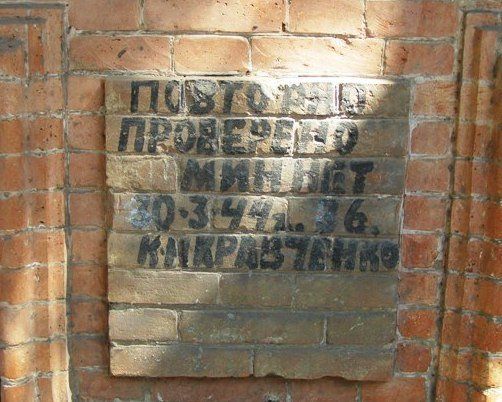 ПОВТОРНО
ПРОВЕРЕНО
МИН НЕТ
30·3·44г. 36.
К-Н КРАВЧЕНКО